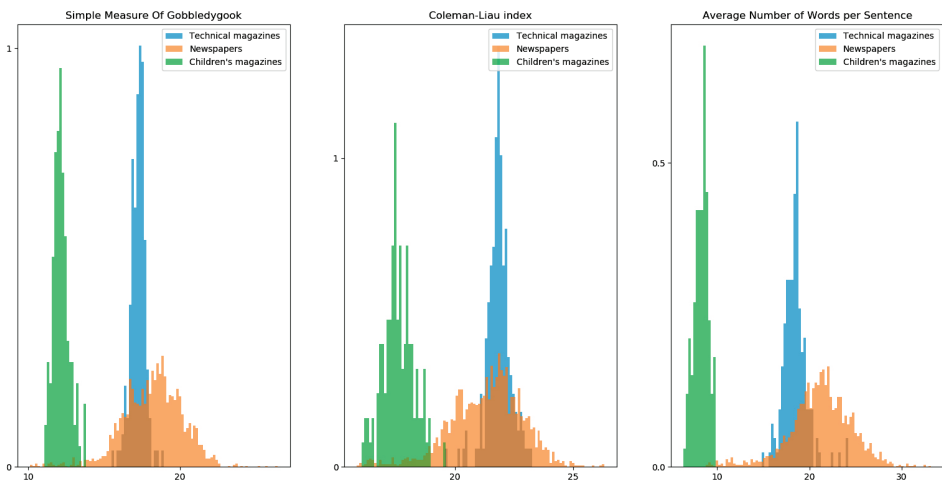 Simple Measure Of Gobbledygook
Technical magazines
Newspapers
Children's magazines
1
0
10
20
Coleman-Liau index
Technical magazines
Newspapers
Children's magazines
1
0
20
25
Average Number of Words per Sentence
Technical magazines
Newspapers
Children's magazines
0.5
0.0
10
20
30